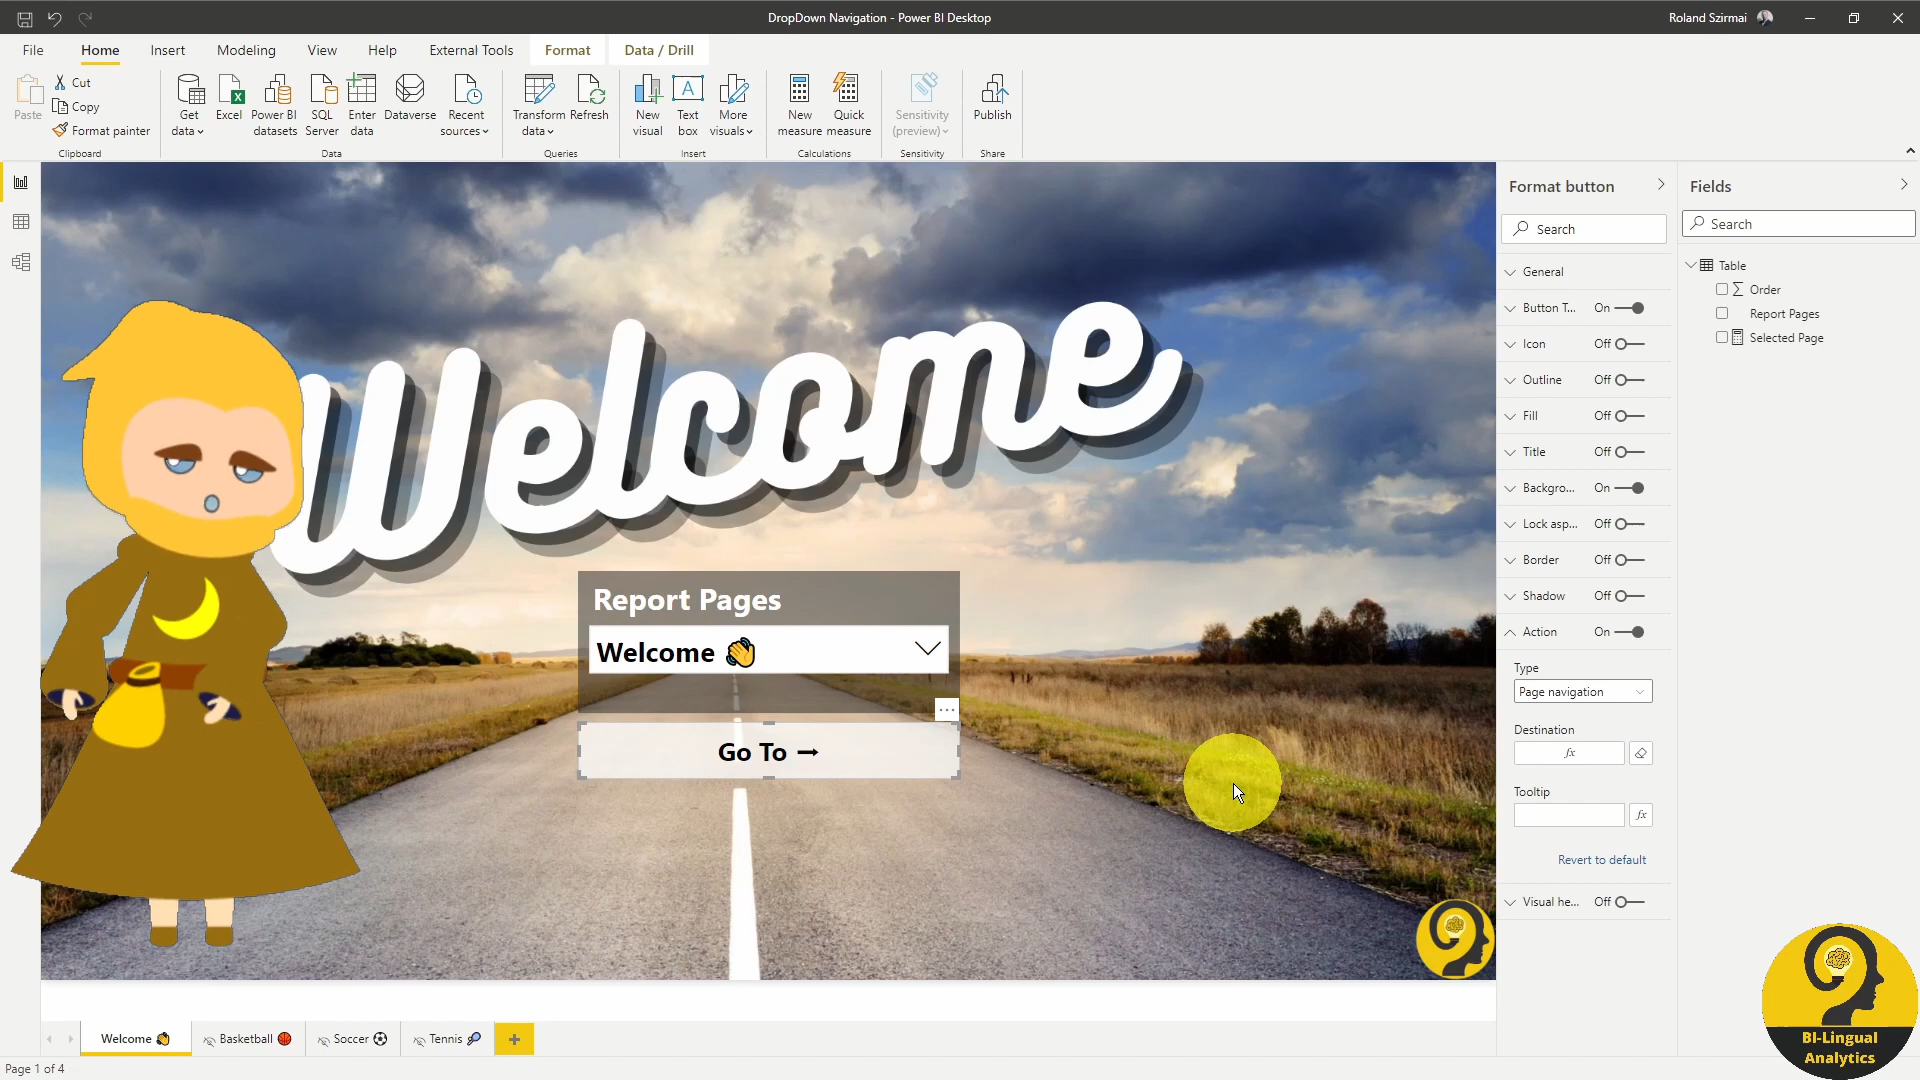 DropDown Navigation - Power BI Desktop
Roland Szirmai
File
Home
Insert
Modeling
View
Help
External Tools
Format
Data / Drill
Paste
Cut
Copy
Format painter
Clipboard
Get
data
Excel
Power BI
datasets
SQL
Server
Enter
data
Dataverse
Recent
sources
Data
Transform
data
Refresh
Queries
New
visual
Text
box
More
visuals
Insert
New
measure
Quick
measure
Calculations
Sensitivity
(preview)
Sensitivity
Publish
Share
Welcome
Report Pages
Welcome 👋
...
Go To →
Format button
Search
General
Button T... On
Icon Off
Outline Off
Fill Off
Title Off
Backgro... On
Lock asp... Off
Border Off
Shadow Off
Action On
Type
Page navigation
Destination
fx
Tooltip
fx
Revert to default
Visual he... Off
Fields
Search
Table
Order
Report Pages
Selected Page
Welcome 👋
Basketball 🏀
Soccer ⚽
Tennis 🎾
+
Page 1 of 4
BI-Lingual
Analytics